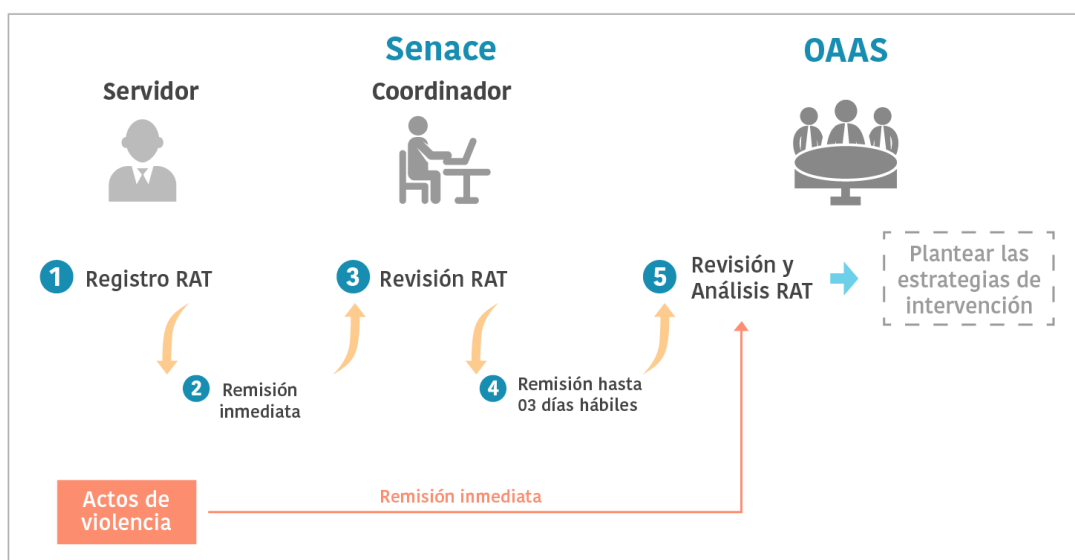 Senace
OAAS
Servidor
Coordinador
1 Registro RAT
2 Remisión
inmediata
3 Revisión RAT
4 Remisión hasta
03 días hábiles
5 Revisión y
Análisis RAT
Plantear las
estrategias de
intervención
Actos de
violencia
Remisión inmediata